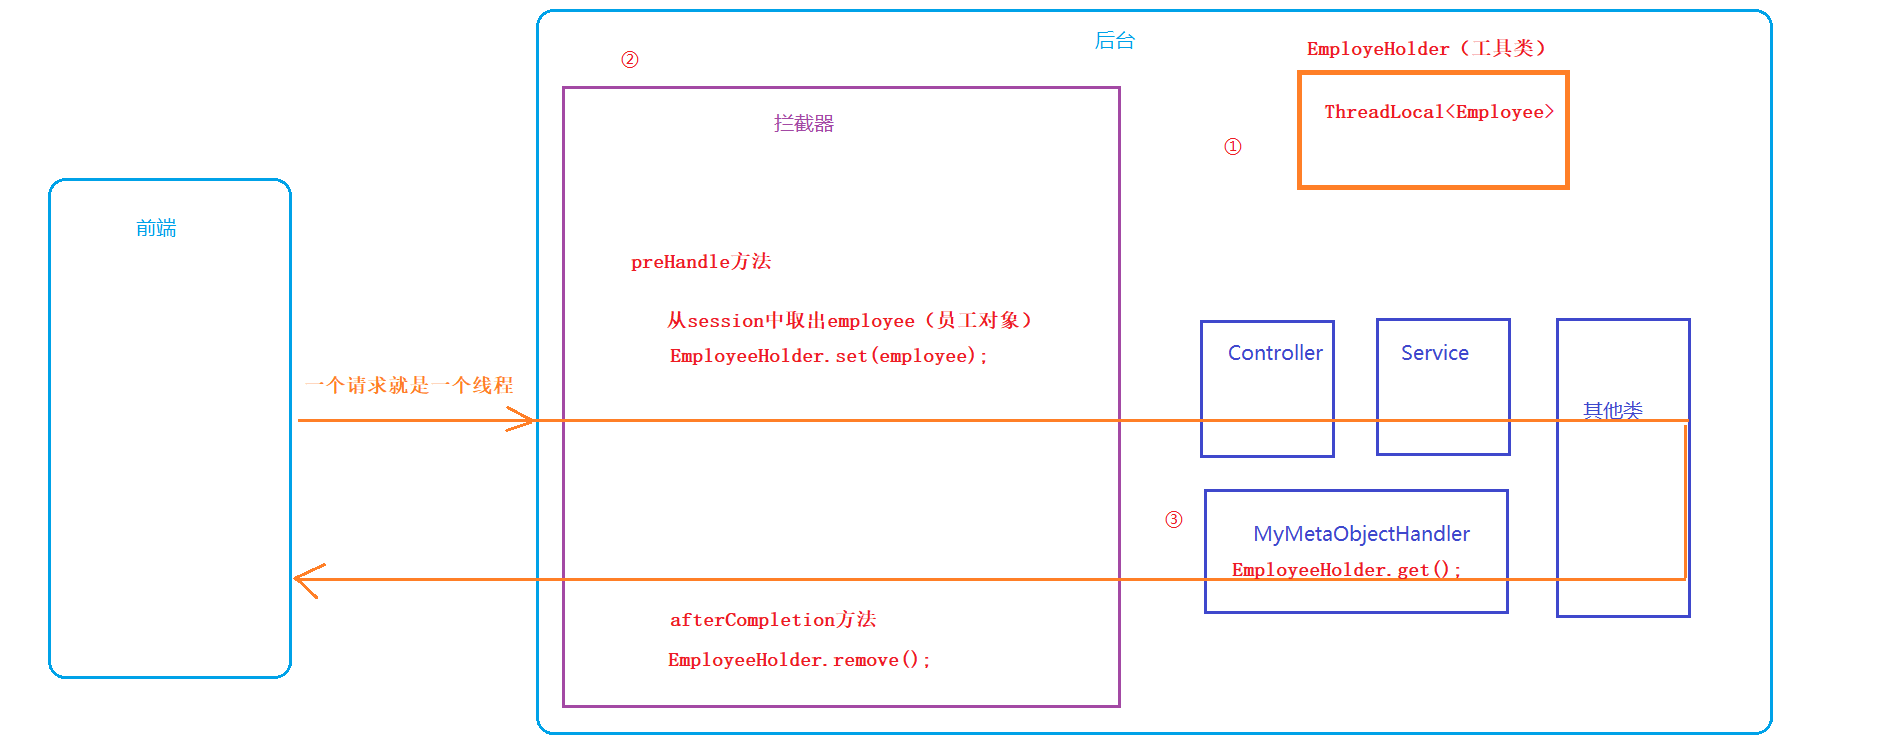 后台
EmployeHolder（工具类）
②
ThreadLocal<Employee>
拦截器
①
前端
preHandle方法
从session中取出employee（员工对象）
EmployeeHolder.set(employee);
Controller
Service
一个请求就是一个线程
其他类
③
MyMetaObjectHandler
EmployeeHolder.get();
afterCompletion方法
EmployeeHolder.remove();